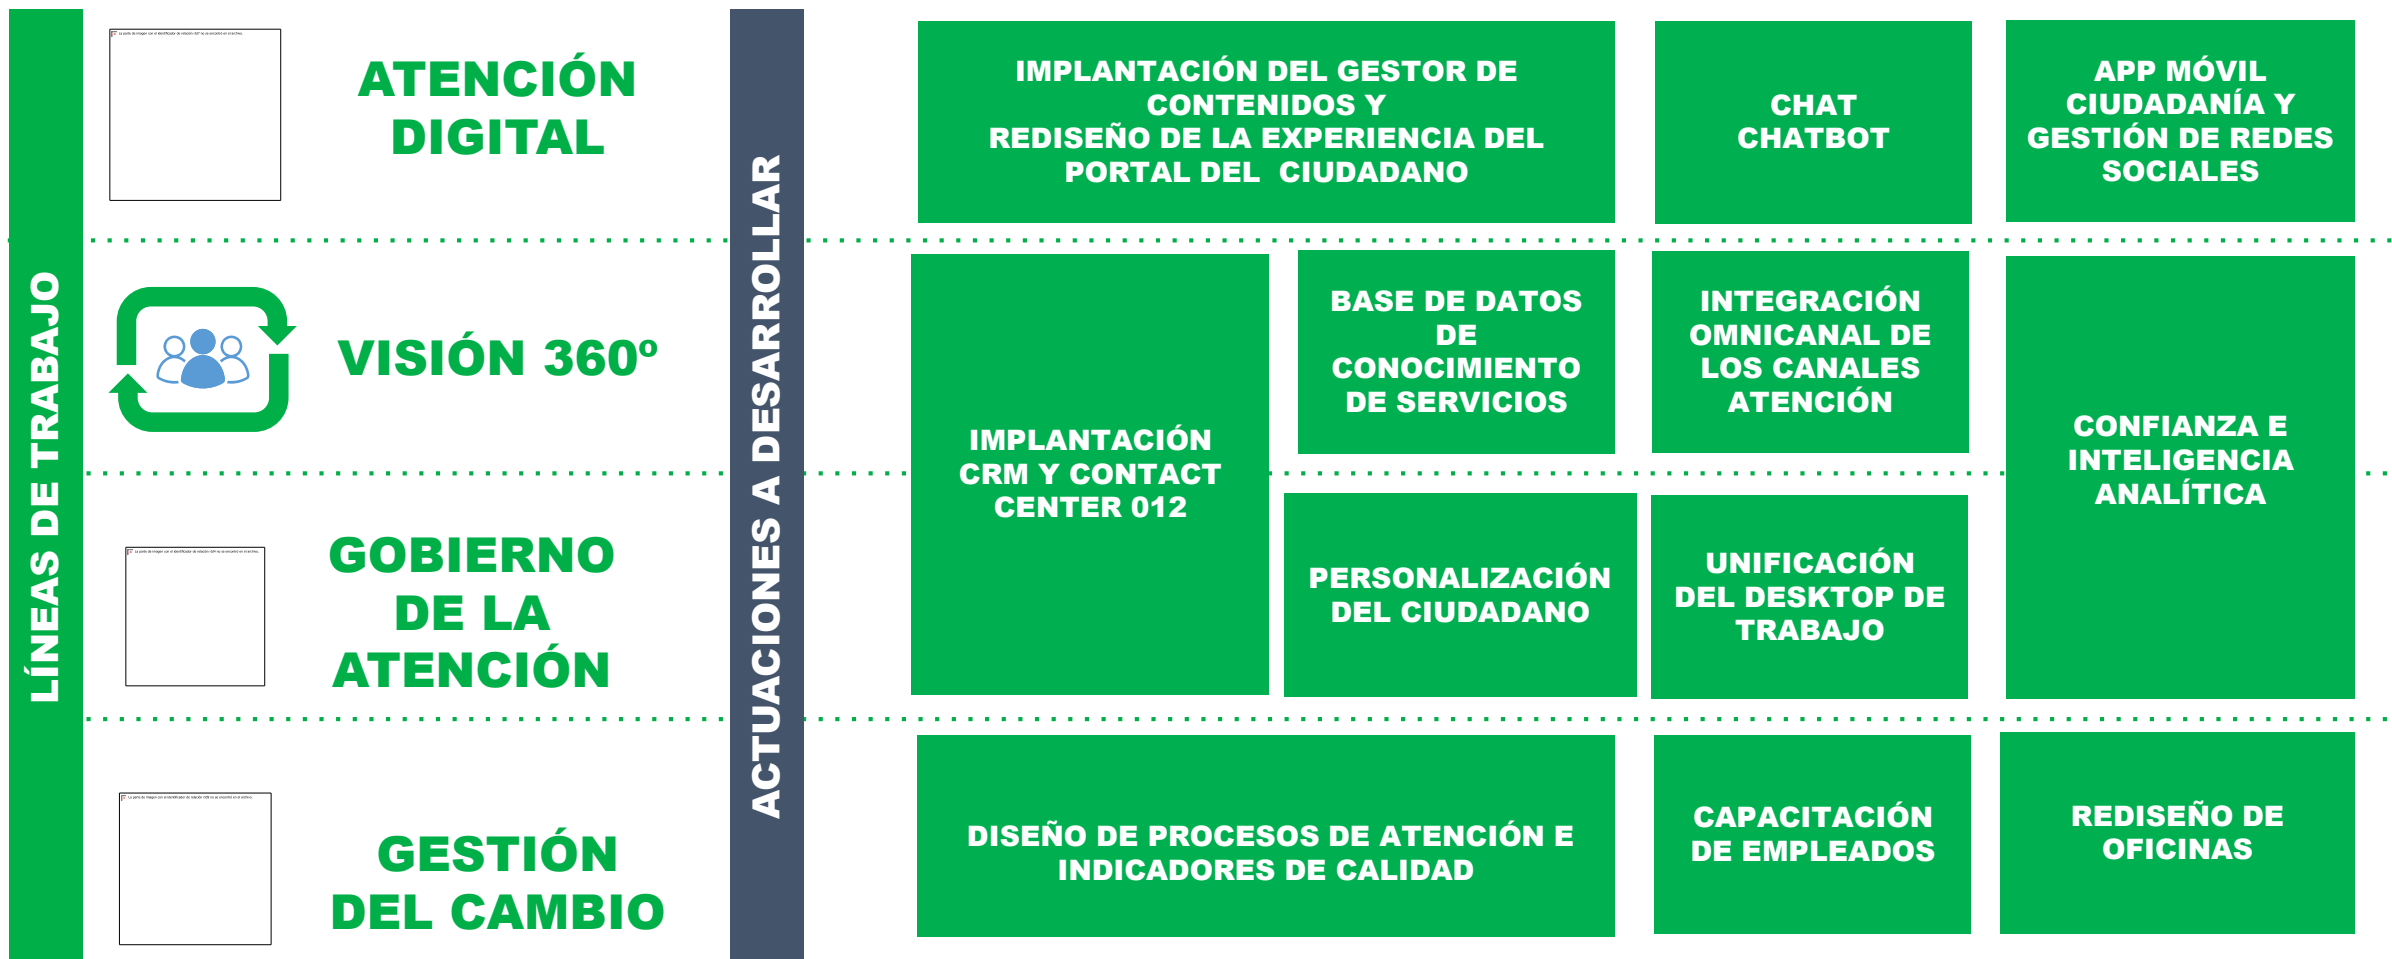 LÍNEAS DE TRABAJO
ATENCIÓN
DIGITAL
VISIÓN 360º
GOBIERNO
DE LA
ATENCIÓN
GESTIÓN
DEL CAMBIO
ACTUACIONES A DESARROLLAR
IMPLANTACIÓN DEL GESTOR DE
CONTENIDOS Y
REDISEÑO DE LA EXPERIENCIA DEL
PORTAL DEL CIUDADANO
CHAT
CHATBOT
APP MÓVIL
CIUDADANÍA Y
GESTIÓN DE REDES
SOCIALES
IMPLANTACIÓN
CRM Y CONTACT
CENTER 012
BASE DE DATOS
DE
CONOCIMIENTO
DE SERVICIOS
INTEGRACIÓN
OMNICANAL DE
LOS CANALES
ATENCIÓN
CONFIANZA E
INTELIGENCIA
ANALÍTICA
PERSONALIZACIÓN
DEL CIUDADANO
UNIFICACIÓN
DEL DESKTOP DE
TRABAJO
DISEÑO DE PROCESOS DE ATENCIÓN E
INDICADORES DE CALIDAD
CAPACITACIÓN
DE EMPLEADOS
REDISEÑO DE
OFICINAS